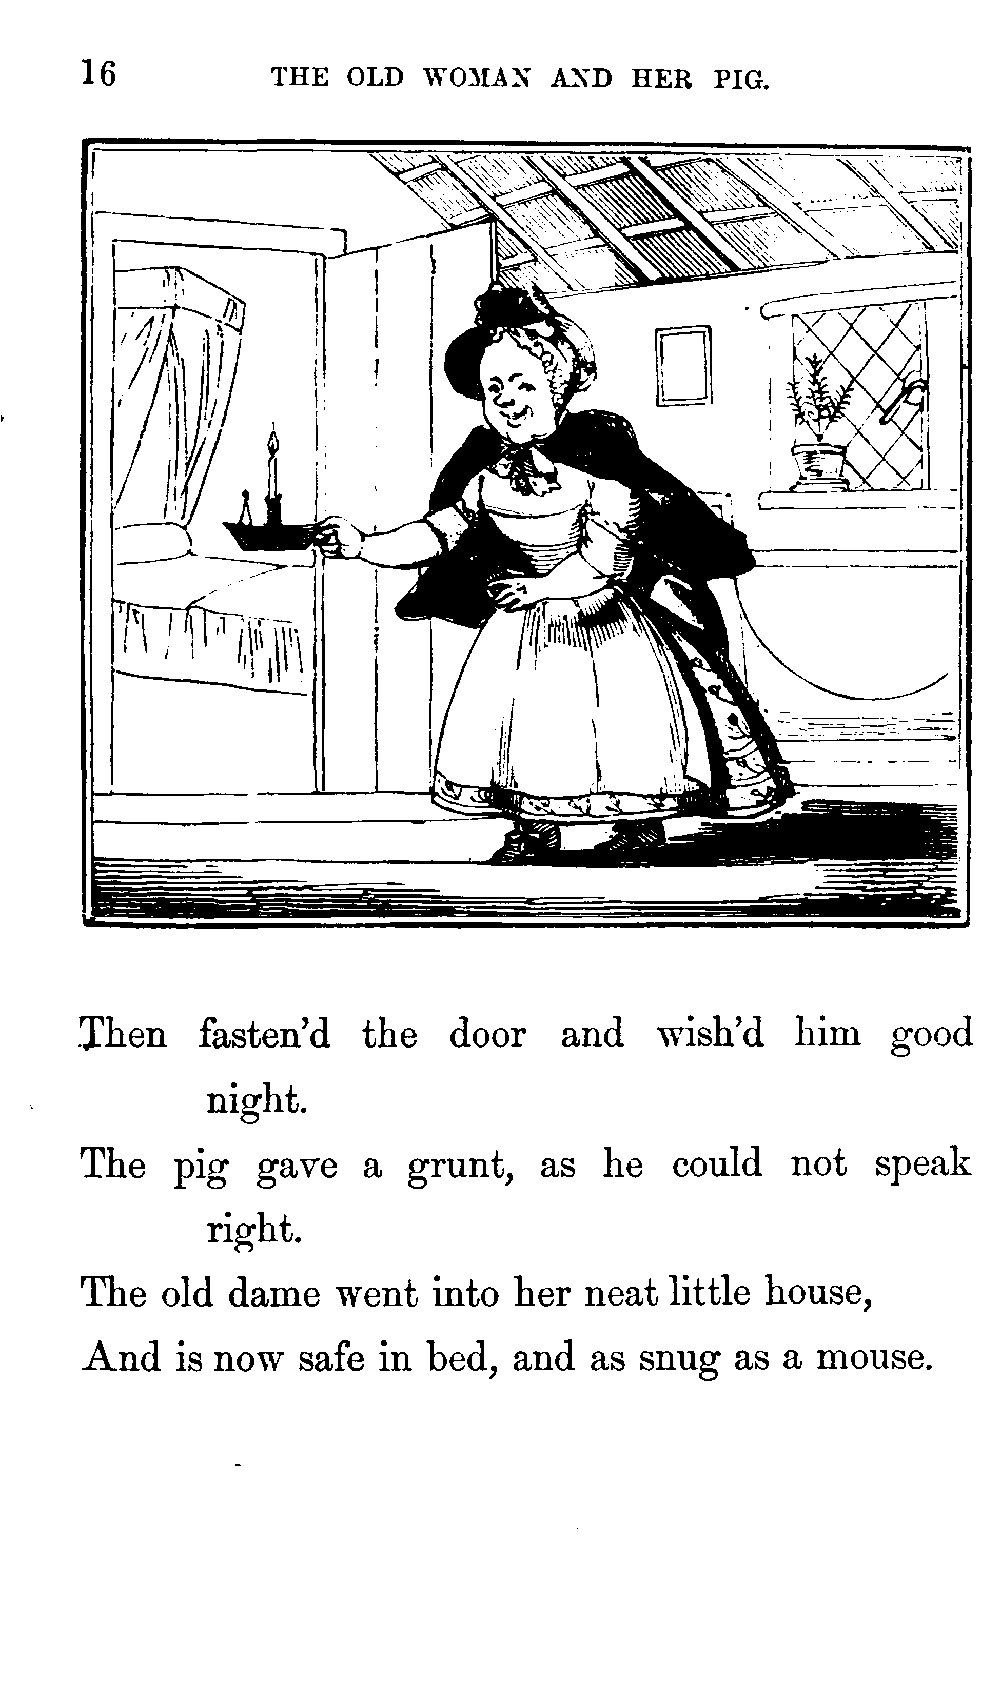 16 THE OLD WOMAN AND HER PIG.
Then fasten'd the door and wish'd him good
night.
The pig gave a grunt, as he could not speak
right.
The old dame went into her neat little house,
And is now safe in bed, and as snug as a mouse.